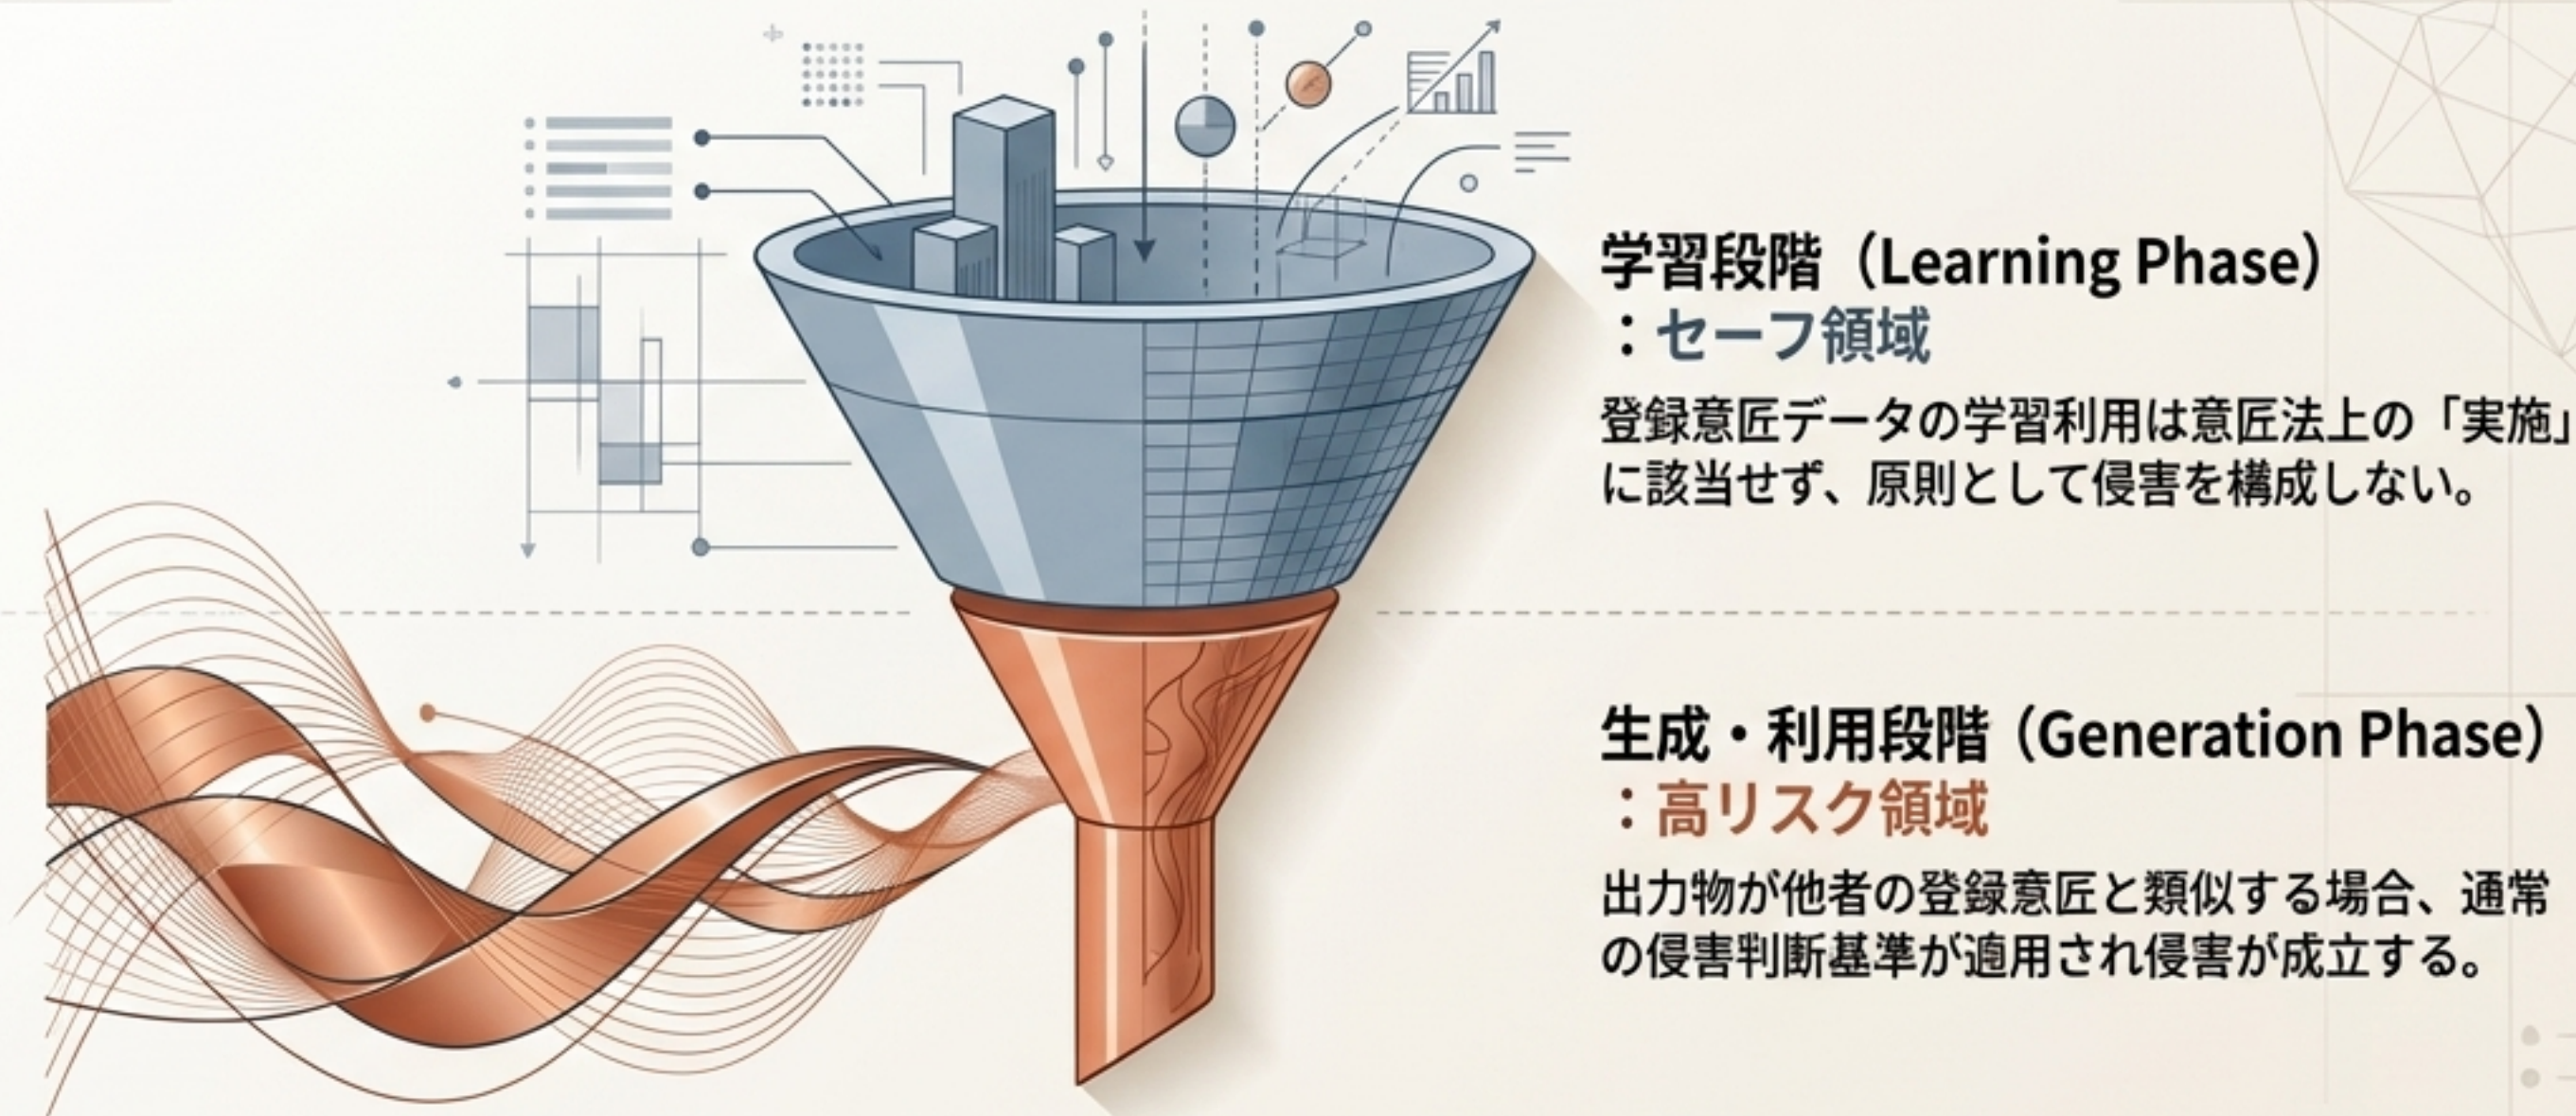 学習段階（Learning Phase）
：セーフ領域
登録意匠データの学習利用は意匠法上の「実施」
に該当せず、原則として侵害を構成しない。
生成・利用段階（Generation Phase）
：高リスク領域
出力物が他者の登録意匠と類似する場合、通常
の侵害判断基準が適用され侵害が成立する。